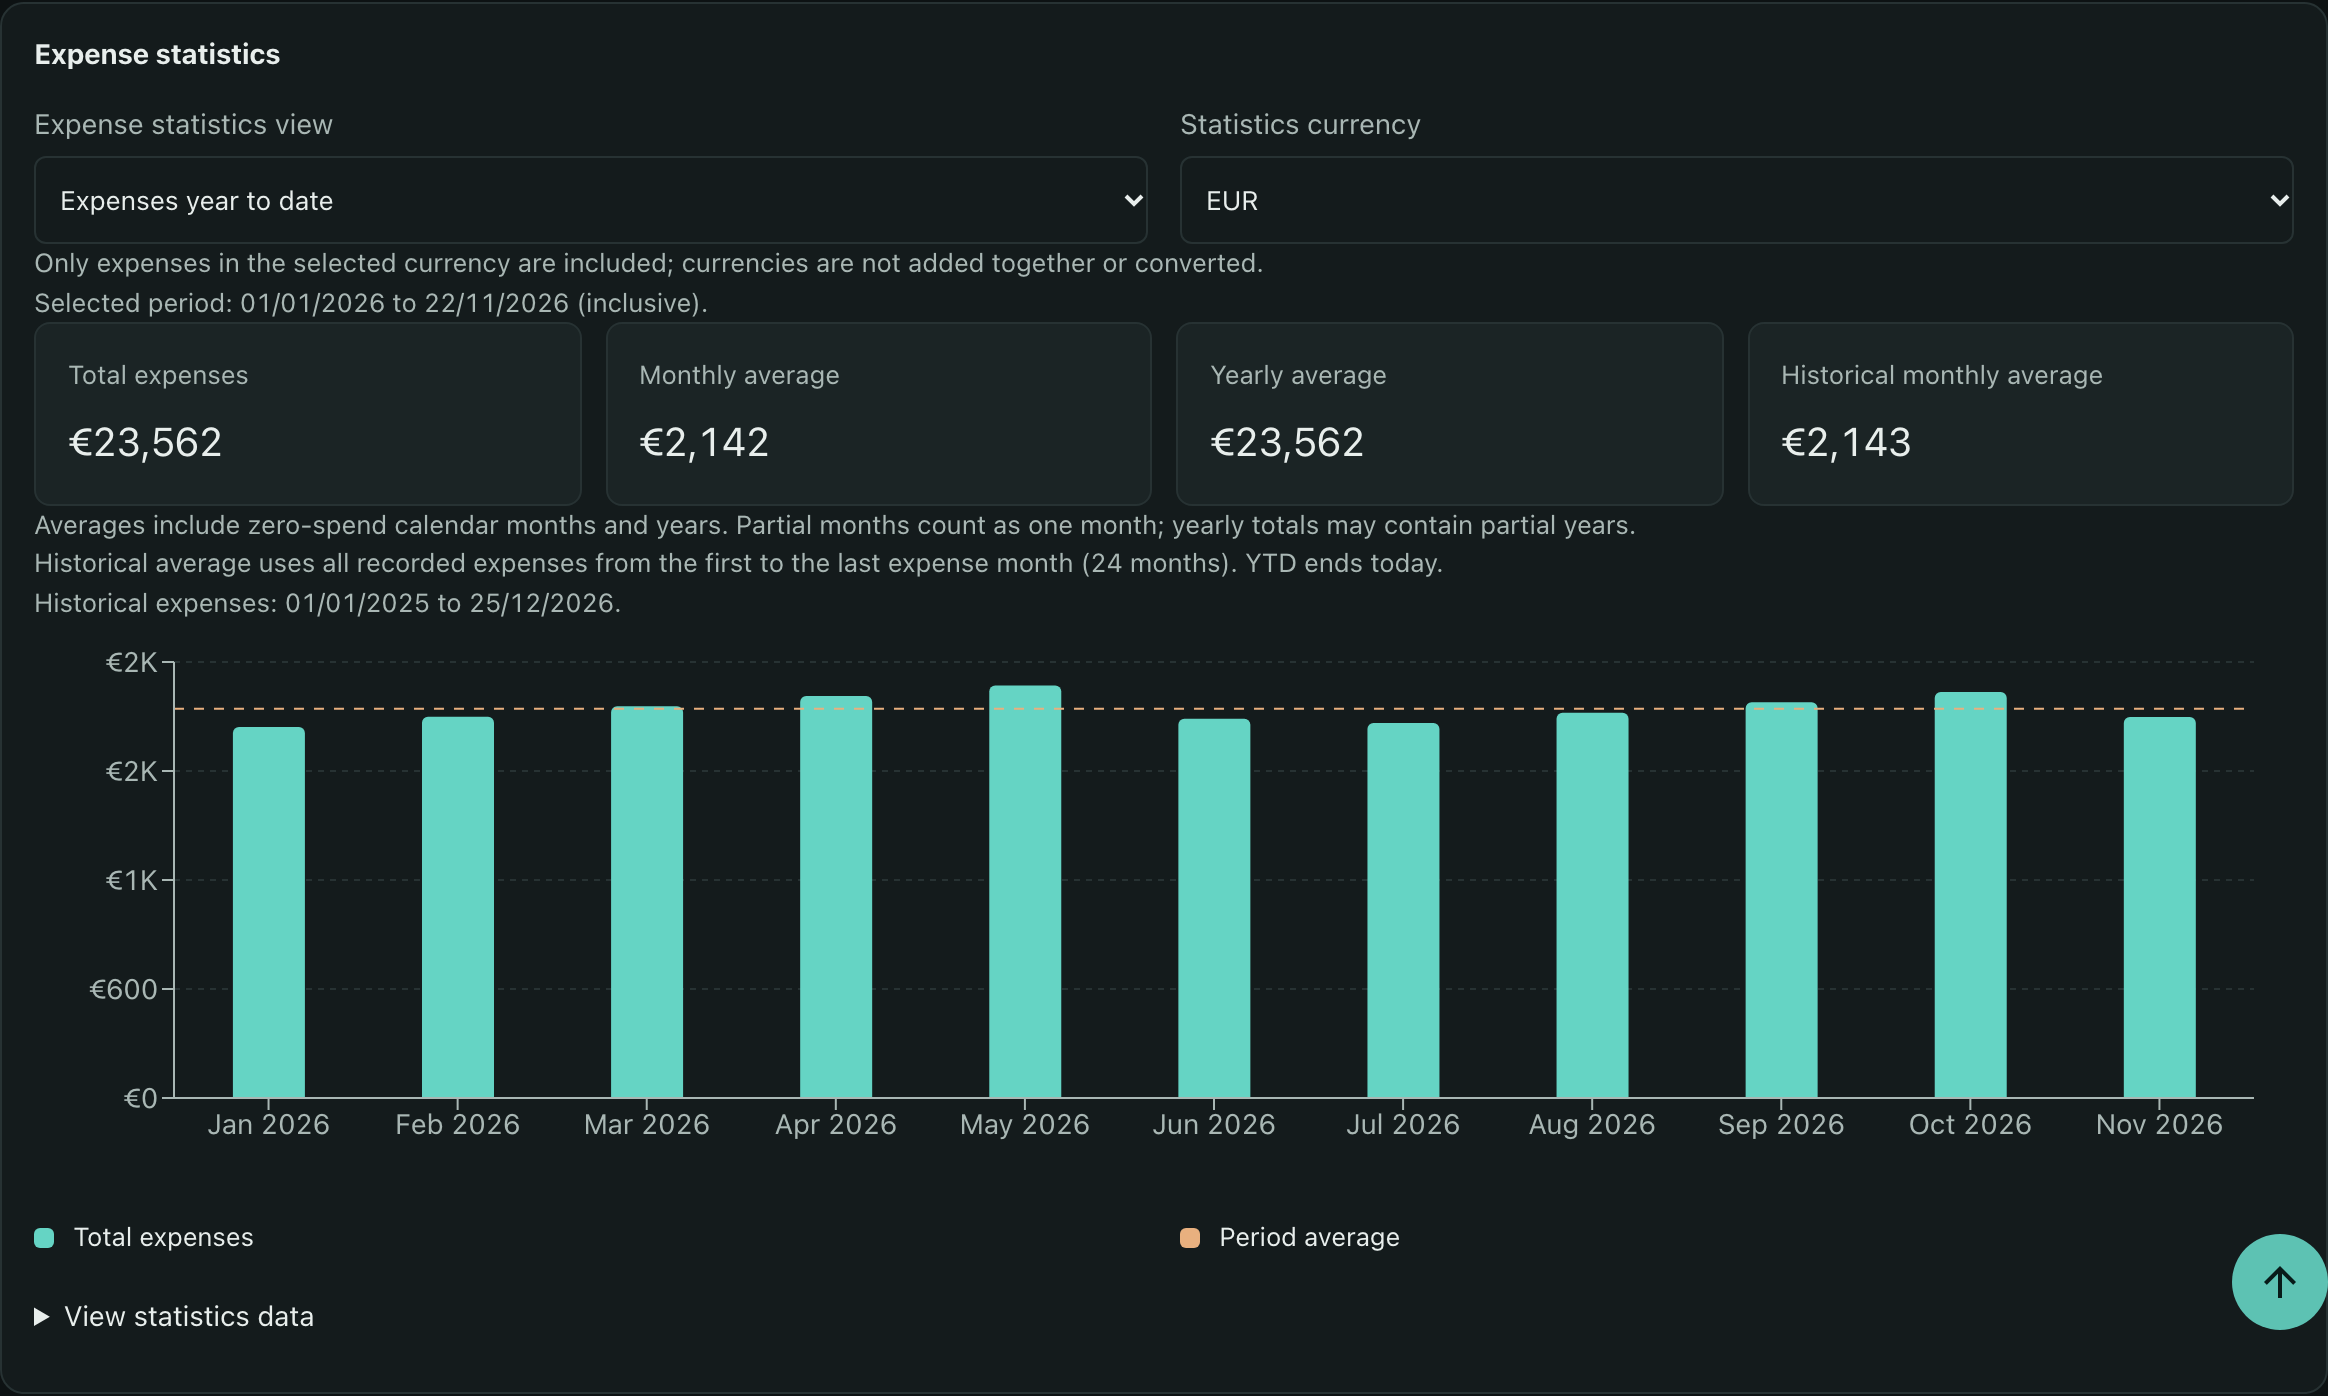 Expense statistics
Expense statistics view
Statistics currency
Expenses year to date
EUR
Only expenses in the selected currency are included; currencies are not added together or converted.
Selected period: 01/01/2026 to 22/11/2026 (inclusive).
Total expenses
€23,562
Monthly average
€2,142
Yearly average
€23,562
Historical monthly average
€2,143
Averages include zero-spend calendar months and years. Partial months count as one month; yearly totals may contain partial years.
Historical average uses all recorded expenses from the first to the last expense month (24 months). YTD ends today.
Historical expenses: 01/01/2025 to 25/12/2026.
€2K
€2K
€1K
€600
€0
Jan 2026
Feb 2026
Mar 2026
Apr 2026
May 2026
Jun 2026
Jul 2026
Aug 2026
Sep 2026
Oct 2026
Nov 2026
Total expenses
Period average
View statistics data